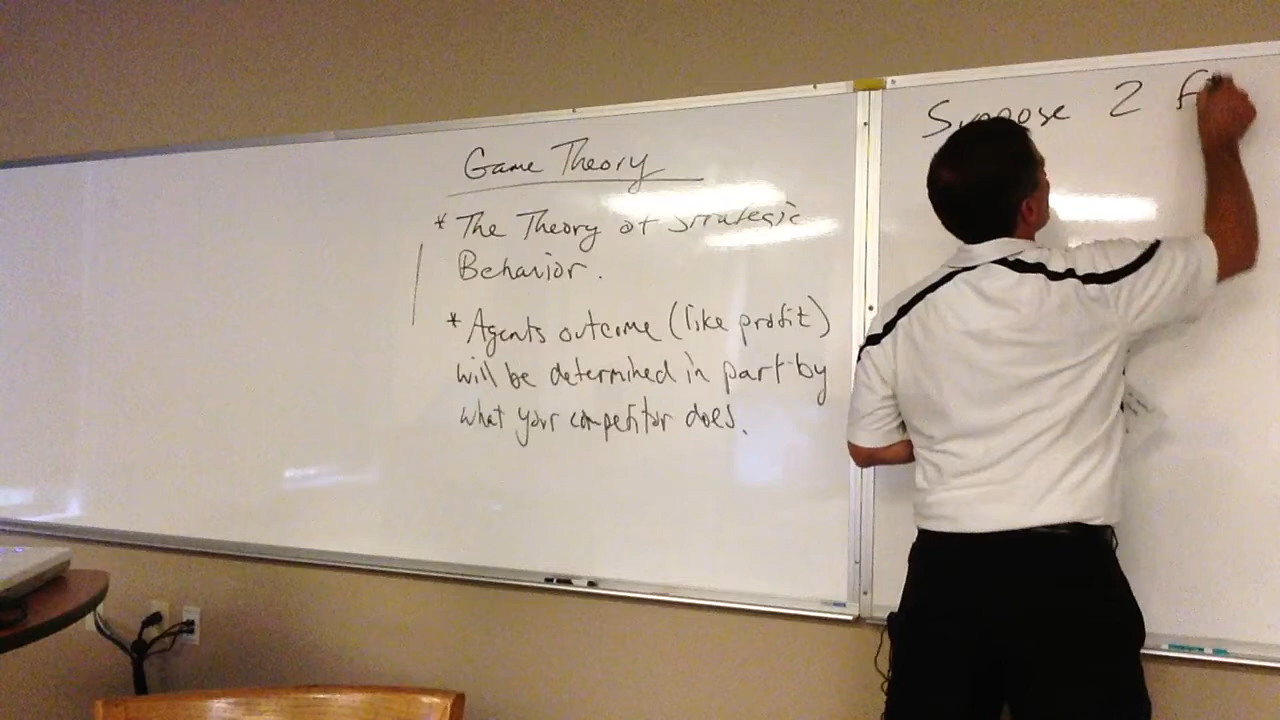 Game Theory
* The Theory of Strategic
Behavior.
* Agents outcome (like profit)
will be determined in part by
what your competitor does.
Suppose 2 f